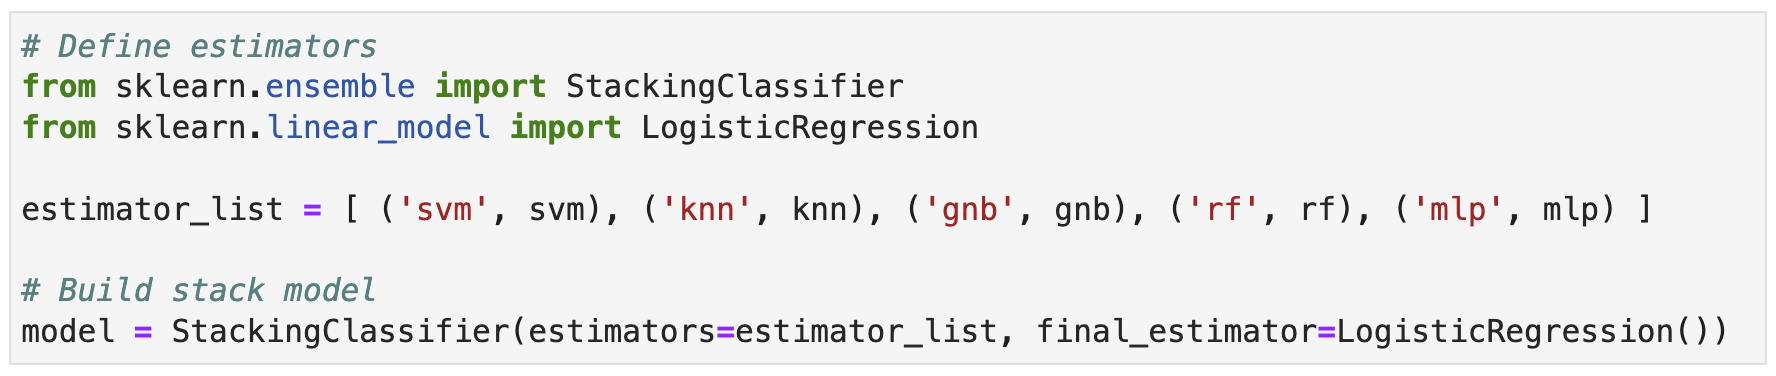 # Define estimators
from sklearn.ensemble import StackingClassifier
from sklearn.linear_model import LogisticRegression
estimator_list = [ ('svm', svm), ('knn', knn), ('gnb', gnb), ('rf', rf), ('mlp', mlp) ]
# Build stack model
model = StackingClassifier(estimators=estimator_list, final_estimator=LogisticRegression())